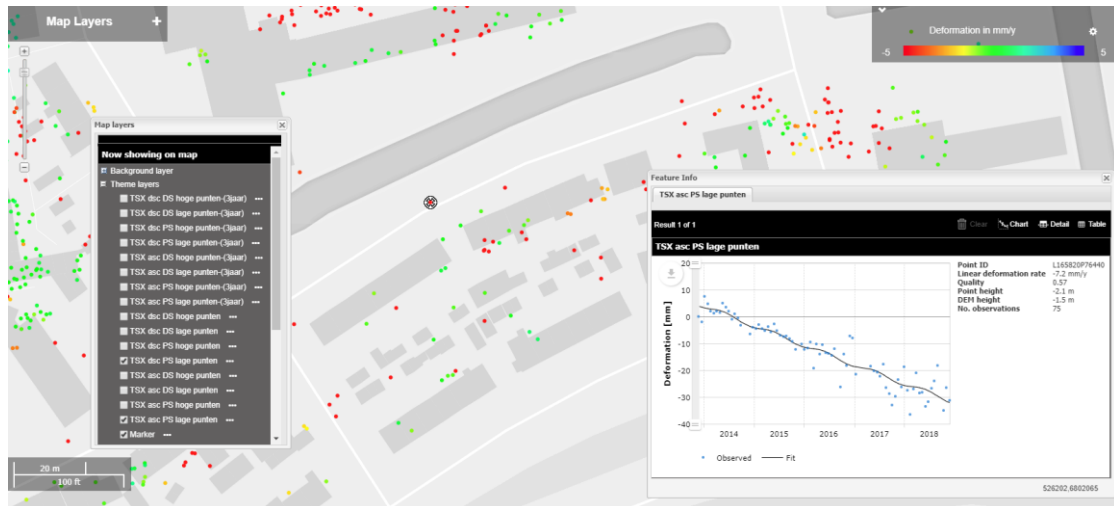 Map Layers +
Deformation in mm/y
-5 5
Map layers
Now showing on map
Background layer
Theme layers
TSX dsc DS hoge punten-(3jaar) ...
TSX dsc DS lage punten-(3jaar) ...
TSX dsc PS hoge punten-(3jaar) ...
TSX dsc PS lage punten-(3jaar) ...
TSX asc DS hoge punten-(3jaar) ...
TSX asc DS lage punten-(3jaar) ...
TSX asc PS hoge punten-(3jaar) ...
TSX asc PS lage punten-(3jaar) ...
TSX dsc DS hoge punten ...
TSX dsc DS lage punten ...
TSX dsc PS hoge punten ...
TSX dsc PS lage punten ...
TSX asc DS hoge punten ...
TSX asc DS lage punten ...
TSX asc PS hoge punten ...
TSX asc PS lage punten ...
Marker ...
20 m
100 ft
Feature Info
TSX asc PS lage punten
Result 1 of 1
Clear Chart Detail Table
TSX asc PS lage punten
Point ID L165820P76440
Linear deformation rate -7.2 mm/y
Quality 0.57
Point height -2.1 m
DEM height -1.5 m
No. observations 75
Deformation [mm]
20
10
0
-10
-20
-30
-40
2014 2015 2016 2017 2018
Observed Fit
526202,6802065